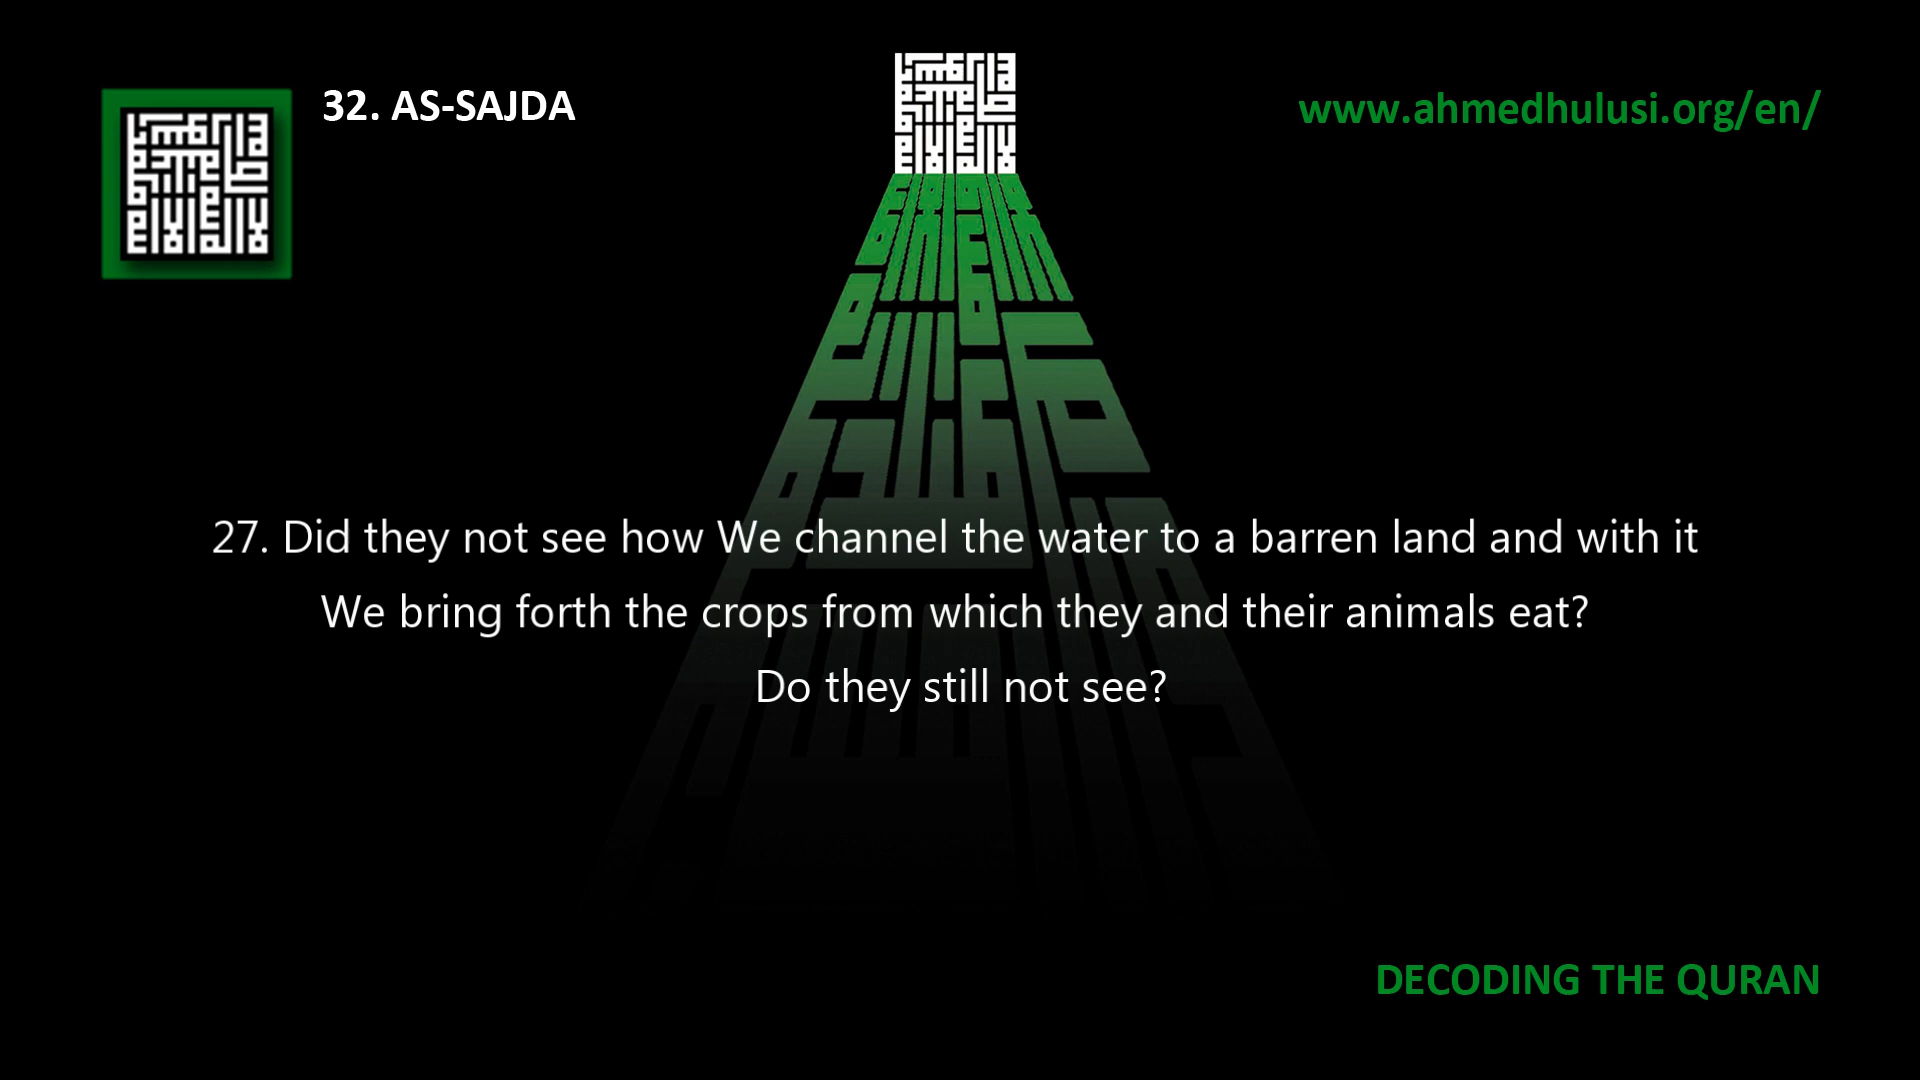 32. AS-SAJDA
www.ahmedhulusi.org/en/
27. Did they not see how We channel the water to a barren land and with it
We bring forth the crops from which they and their animals eat?
Do they still not see?
DECODING THE QURAN